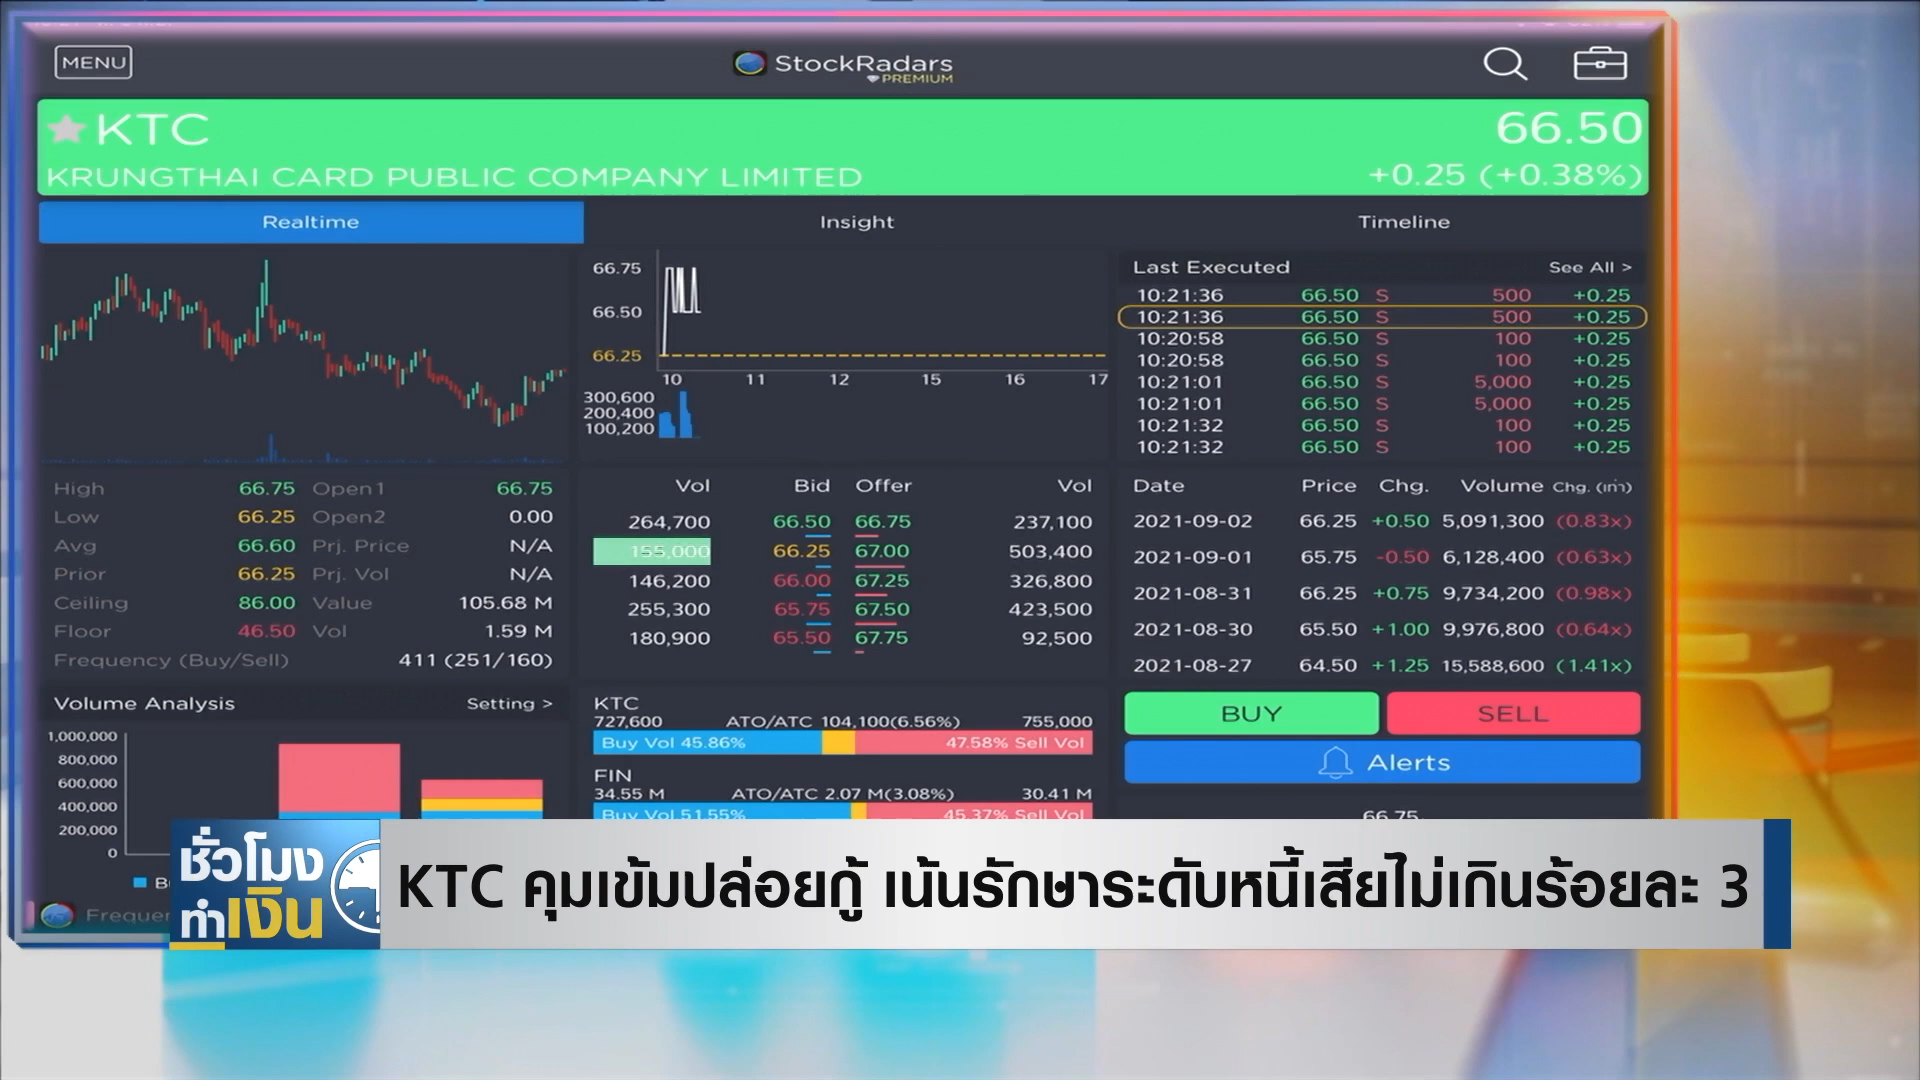 MENU
StockRadars
PREMIUM
KTC
66.50
KRUNGTHAI CARD PUBLIC COMPANY LIMITED
+0.25 (+0.38%)
Realtime
Insight
Timeline
66.75
66.50
66.25
10 11 12 15 16 17
300,600
200,400
100,200
Last Executed See All >
10:21:36 66.50 S 500 +0.25
10:21:36 66.50 S 500 +0.25
10:20:58 66.50 S 100 +0.25
10:20:58 66.50 S 100 +0.25
10:21:01 66.50 S 5,000 +0.25
10:21:01 66.50 S 5,000 +0.25
10:21:32 66.50 S 100 +0.25
10:21:32 66.50 S 100 +0.25
High 66.75 Open1 66.75
Low 66.25 Open2 0.00
Avg 66.60 Prj. Price N/A
Prior 66.25 Prj. Vol N/A
Ceiling 86.00 Value 105.68 M
Floor 46.50 Vol 1.59 M
Frequency (Buy/Sell) 411 (251/160)
Vol Bid Offer Vol
264,700 66.50 66.75 237,100
155,000 66.25 67.00 503,400
146,200 66.00 67.25 326,800
255,300 65.75 67.50 423,500
180,900 65.50 67.75 92,500
Date Price Chg. Volume Chg. (เท่า)
2021-09-02 66.25 +0.50 5,091,300 (0.83x)
2021-09-01 65.75 -0.50 6,128,400 (0.63x)
2021-08-31 66.25 +0.75 9,734,200 (0.98x)
2021-08-30 65.50 +1.00 9,976,800 (0.64x)
2021-08-27 64.50 +1.25 15,588,600 (1.41x)
Volume Analysis Setting >
1,000,000
800,000
600,000
400,000
200,000
0
KTC
727,600 ATO/ATC 104,100(6.56%) 755,000
Buy Vol 45.86% 47.58% Sell Vol
FIN
34.55 M ATO/ATC 2.07 M(3.08%) 30.41 M
Buy Vol 51.55% 45.37% Sell Vol
BUY SELL
Alerts
66.75
ชั่วโมง
ทำเงิน
KTC คุมเข้มปล่อยกู้ เน้นรักษาระดับหนี้เสียไม่เกินร้อยละ 3